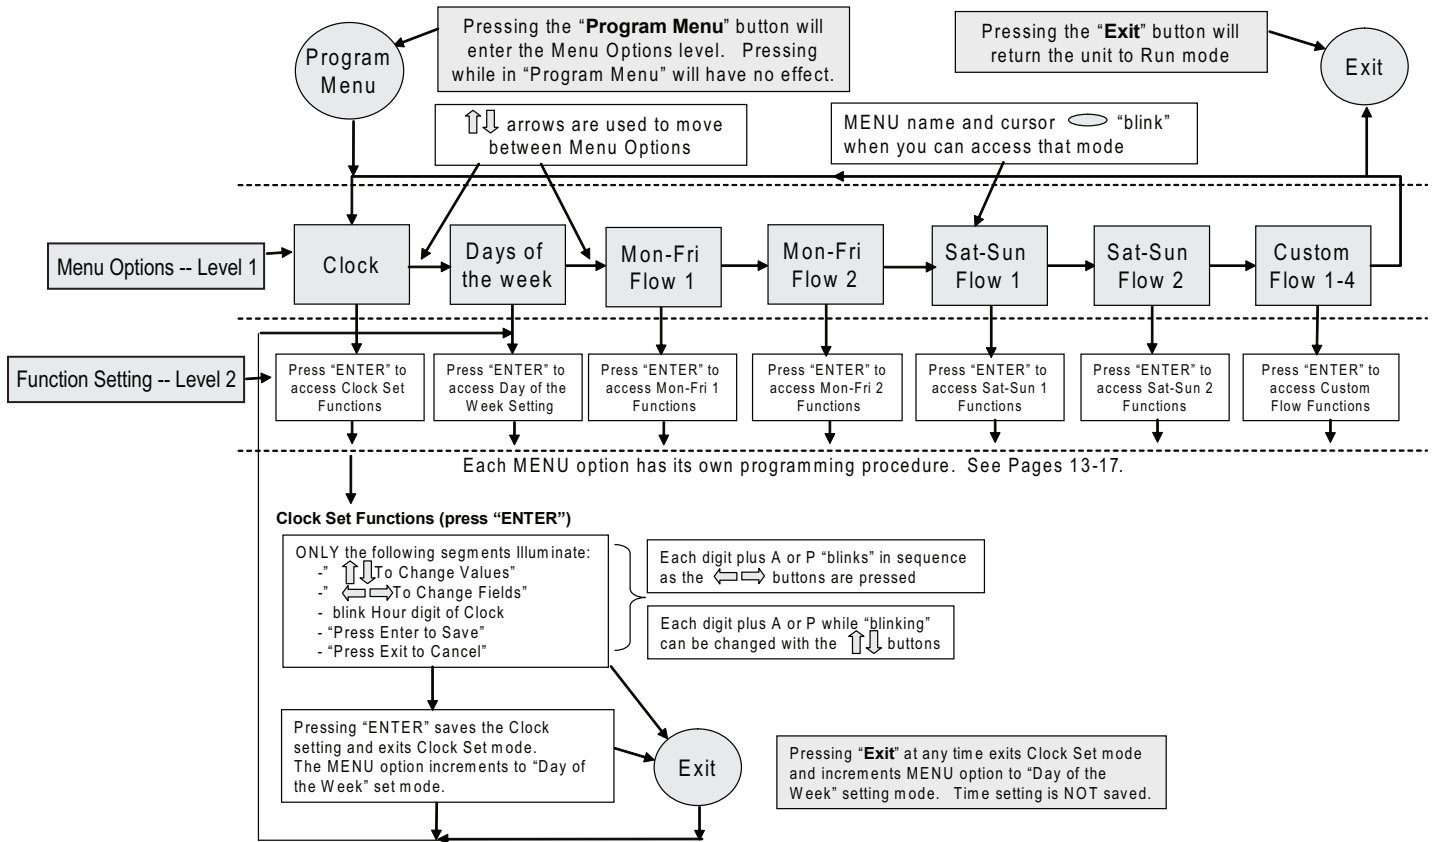 Program
Menu
Pressing the “Program Menu” button will
enter the Menu Options level. Pressing
while in “Program Menu” will have no effect.
Pressing the “Exit” button will
return the unit to Run mode
Exit
⇧⇩ arrows are used to move
between Menu Options
MENU name and cursor “blink”
when you can access that mode
Menu Options -- Level 1
Clock
Days of
the week
Mon-Fri
Flow 1
Mon-Fri
Flow 2
Sat-Sun
Flow 1
Sat-Sun
Flow 2
Custom
Flow 1-4
Function Setting -- Level 2
Press “ENTER” to
access Clock Set
Functions
Press “ENTER” to
access Day of the
Week Setting
Press “ENTER” to
access Mon-Fri 1
Functions
Press “ENTER” to
access Mon-Fri 2
Functions
Press “ENTER” to
access Sat-Sun 1
Functions
Press “ENTER” to
access Sat-Sun 2
Functions
Press “ENTER” to
access Custom
Flow Functions
Each MENU option has its own programming procedure. See Pages 13-17.
Clock Set Functions (press “ENTER”)
ONLY the following segments Illuminate:
-” ⇧⇩To Change Values”
-” ⇦⇨To Change Fields”
- blink Hour digit of Clock
- “Press Enter to Save”
- “Press Exit to Cancel”
Each digit plus A or P “blinks” in sequence
as the ⇦⇨ buttons are pressed
Each digit plus A or P while “blinking”
can be changed with the ⇧⇩ buttons
Pressing “ENTER” saves the Clock
setting and exits Clock Set mode.
The MENU option increments to “Day of
the Week” set mode.
Exit
Pressing “Exit” at any time exits Clock Set mode
and increments MENU option to “Day of the
Week” setting mode. Time setting is NOT saved.